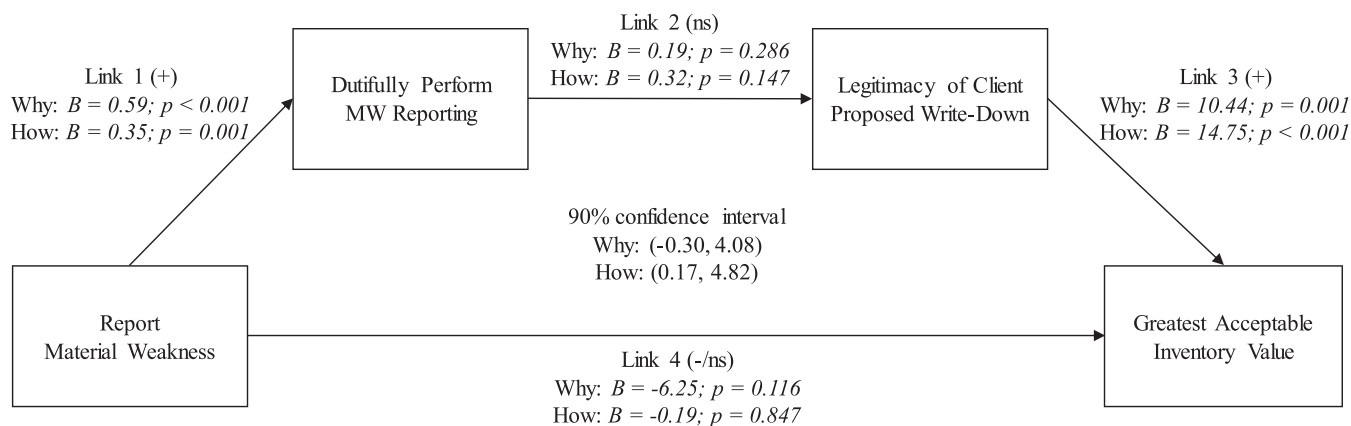 Link 1 (+)
Why: B = 0.59; p < 0.001
How: B = 0.35; p = 0.001
Dutifully Perform
MW Reporting
Link 2 (ns)
Why: B = 0.19; p = 0.286
How: B = 0.32; p = 0.147
Legitimacy of Client
Proposed Write-Down
Link 3 (+)
Why: B = 10.44; p = 0.001
How: B = 14.75; p < 0.001
90% confidence interval
Why: (-0.30, 4.08)
How: (0.17, 4.82)
Report
Material Weakness
Link 4 (-/ns)
Why: B = -6.25; p = 0.116
How: B = -0.19; p = 0.847
Greatest Acceptable
Inventory Value